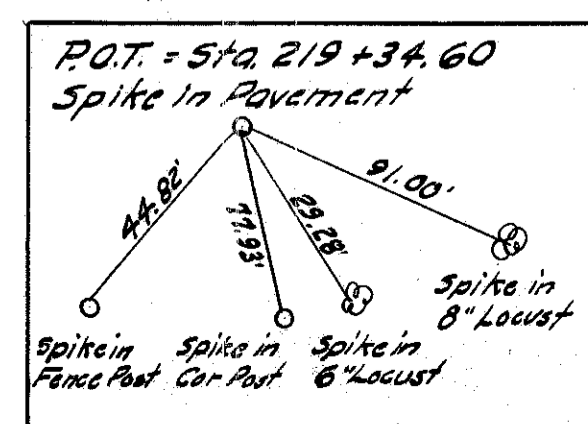 P.O.T. = Sta. 219 +34.60
Spike in Pavement
44.82'
77.93'
29.28'
91.00'
Spike in
8" Locust
Spike in
Fence Post
Spike in
Cor Post
Spike in
6" Locust